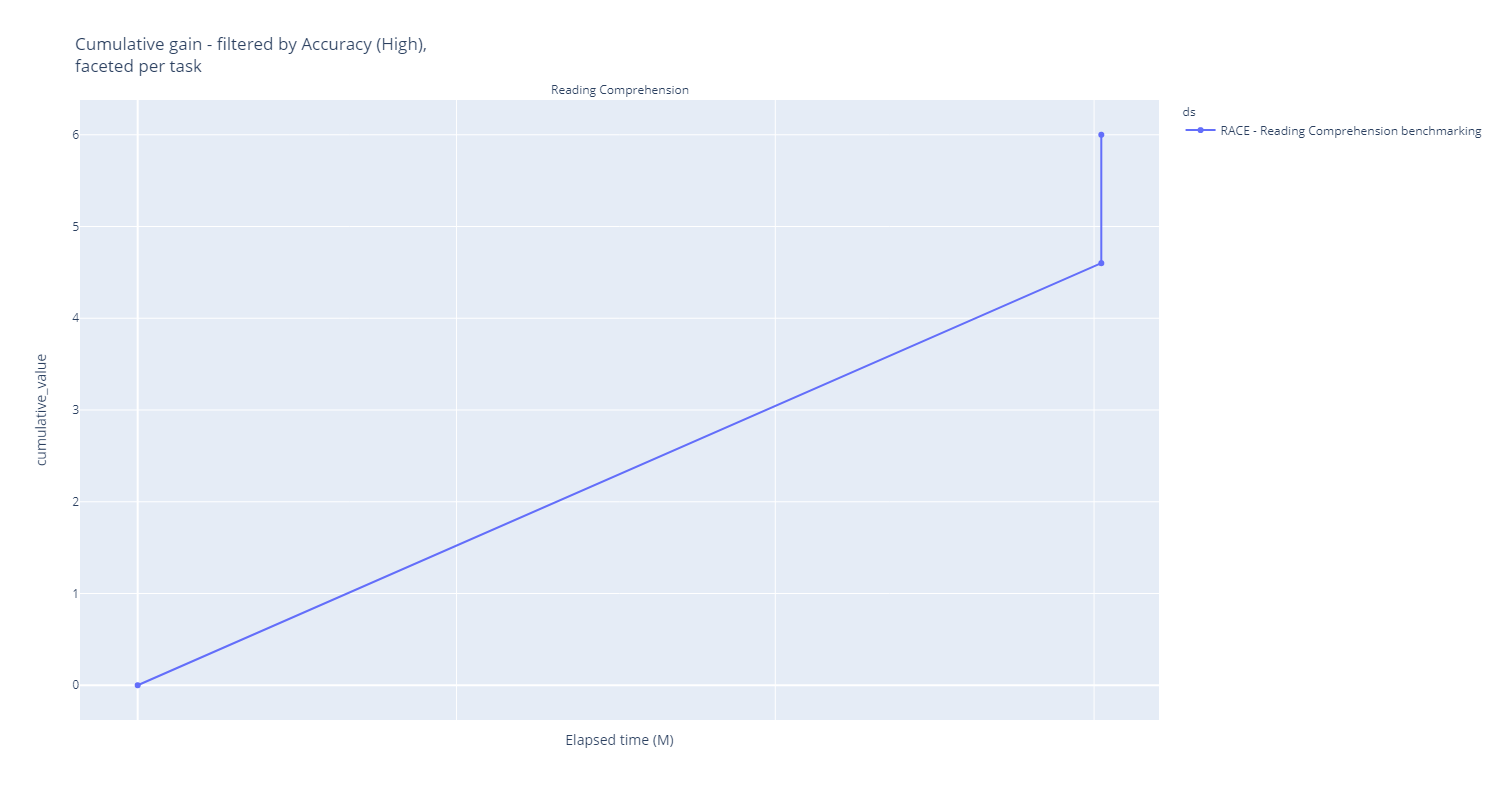 Cumulative gain - filtered by Accuracy (High),
faceted per task
Reading Comprehension
ds
RACE - Reading Comprehension benchmarking
6
5
4
3
2
1
0
cumulative_value
Elapsed time (M)